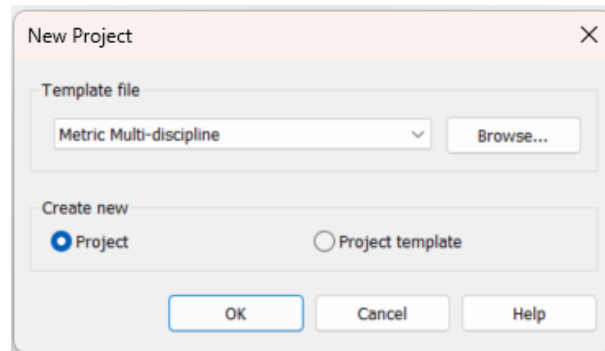 New Project
Template file
Metric Multi-discipline
Browse...
Create new
Project
Project template
OK
Cancel
Help